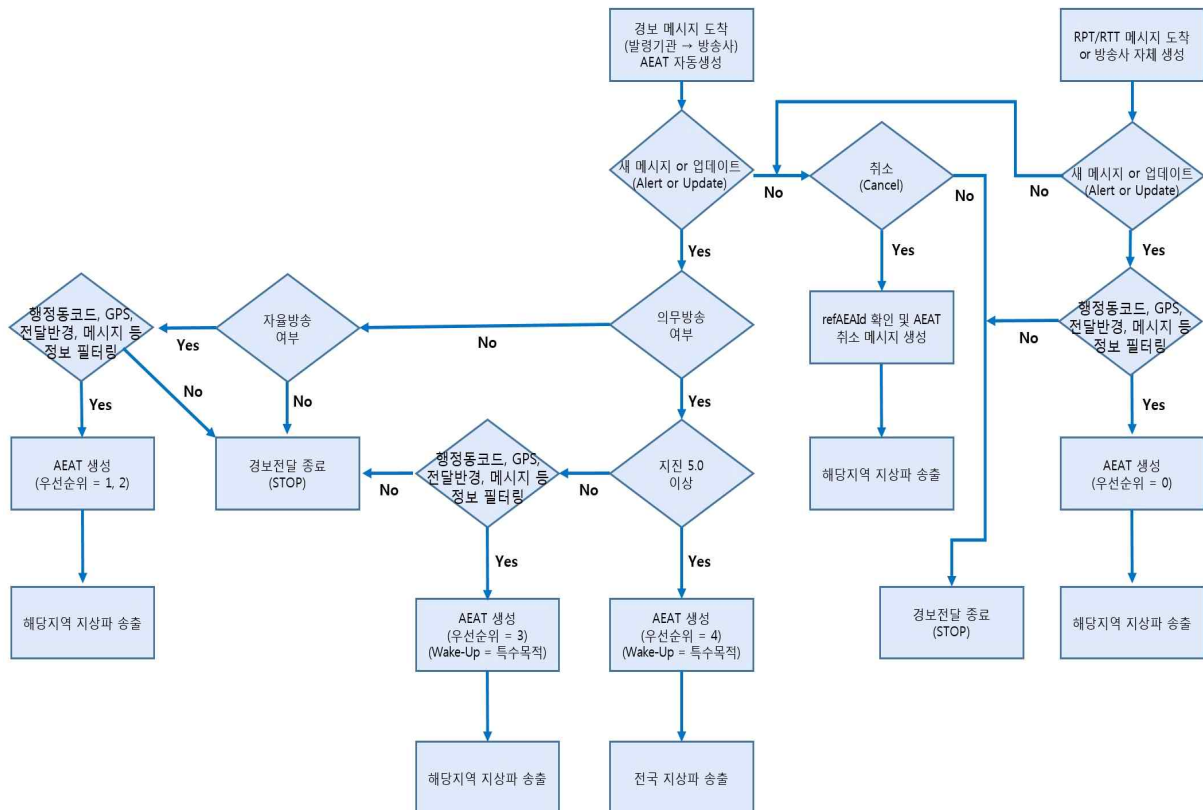 경보 메시지 도착
(발령기관 → 방송사)
AEAT 자동생성
RPT/RTT 메시지 도착
or 방송사 자체 생성
새 메시지 or 업데이트
(Alert or Update)
No
취소
(Cancel)
No
새 메시지 or 업데이트
(Alert or Update)
No
Yes
Yes
Yes
행정동코드, GPS,
전달반경, 메시지 등
정보 필터링
Yes
자율방송
여부
No
의무방송
여부
refAEAId 확인 및 AEAT
취소 메시지 생성
행정동코드, GPS,
전달반경, 메시지 등
정보 필터링
No
No
Yes
No
Yes
Yes
AEAT 생성
(우선순위 = 1, 2)
경보전달 종료
(STOP)
행정동코드, GPS,
전달반경, 메시지 등
정보 필터링
No
지진 5.0
이상
No
해당지역 지상파 송출
AEAT 생성
(우선순위 = 0)
Yes
Yes
해당지역 지상파 송출
AEAT 생성
(우선순위 = 3)
(Wake-Up = 특수목적)
AEAT 생성
(우선순위 = 4)
(Wake-Up = 특수목적)
경보전달 종료
(STOP)
해당지역 지상파 송출
해당지역 지상파 송출
전국 지상파 송출